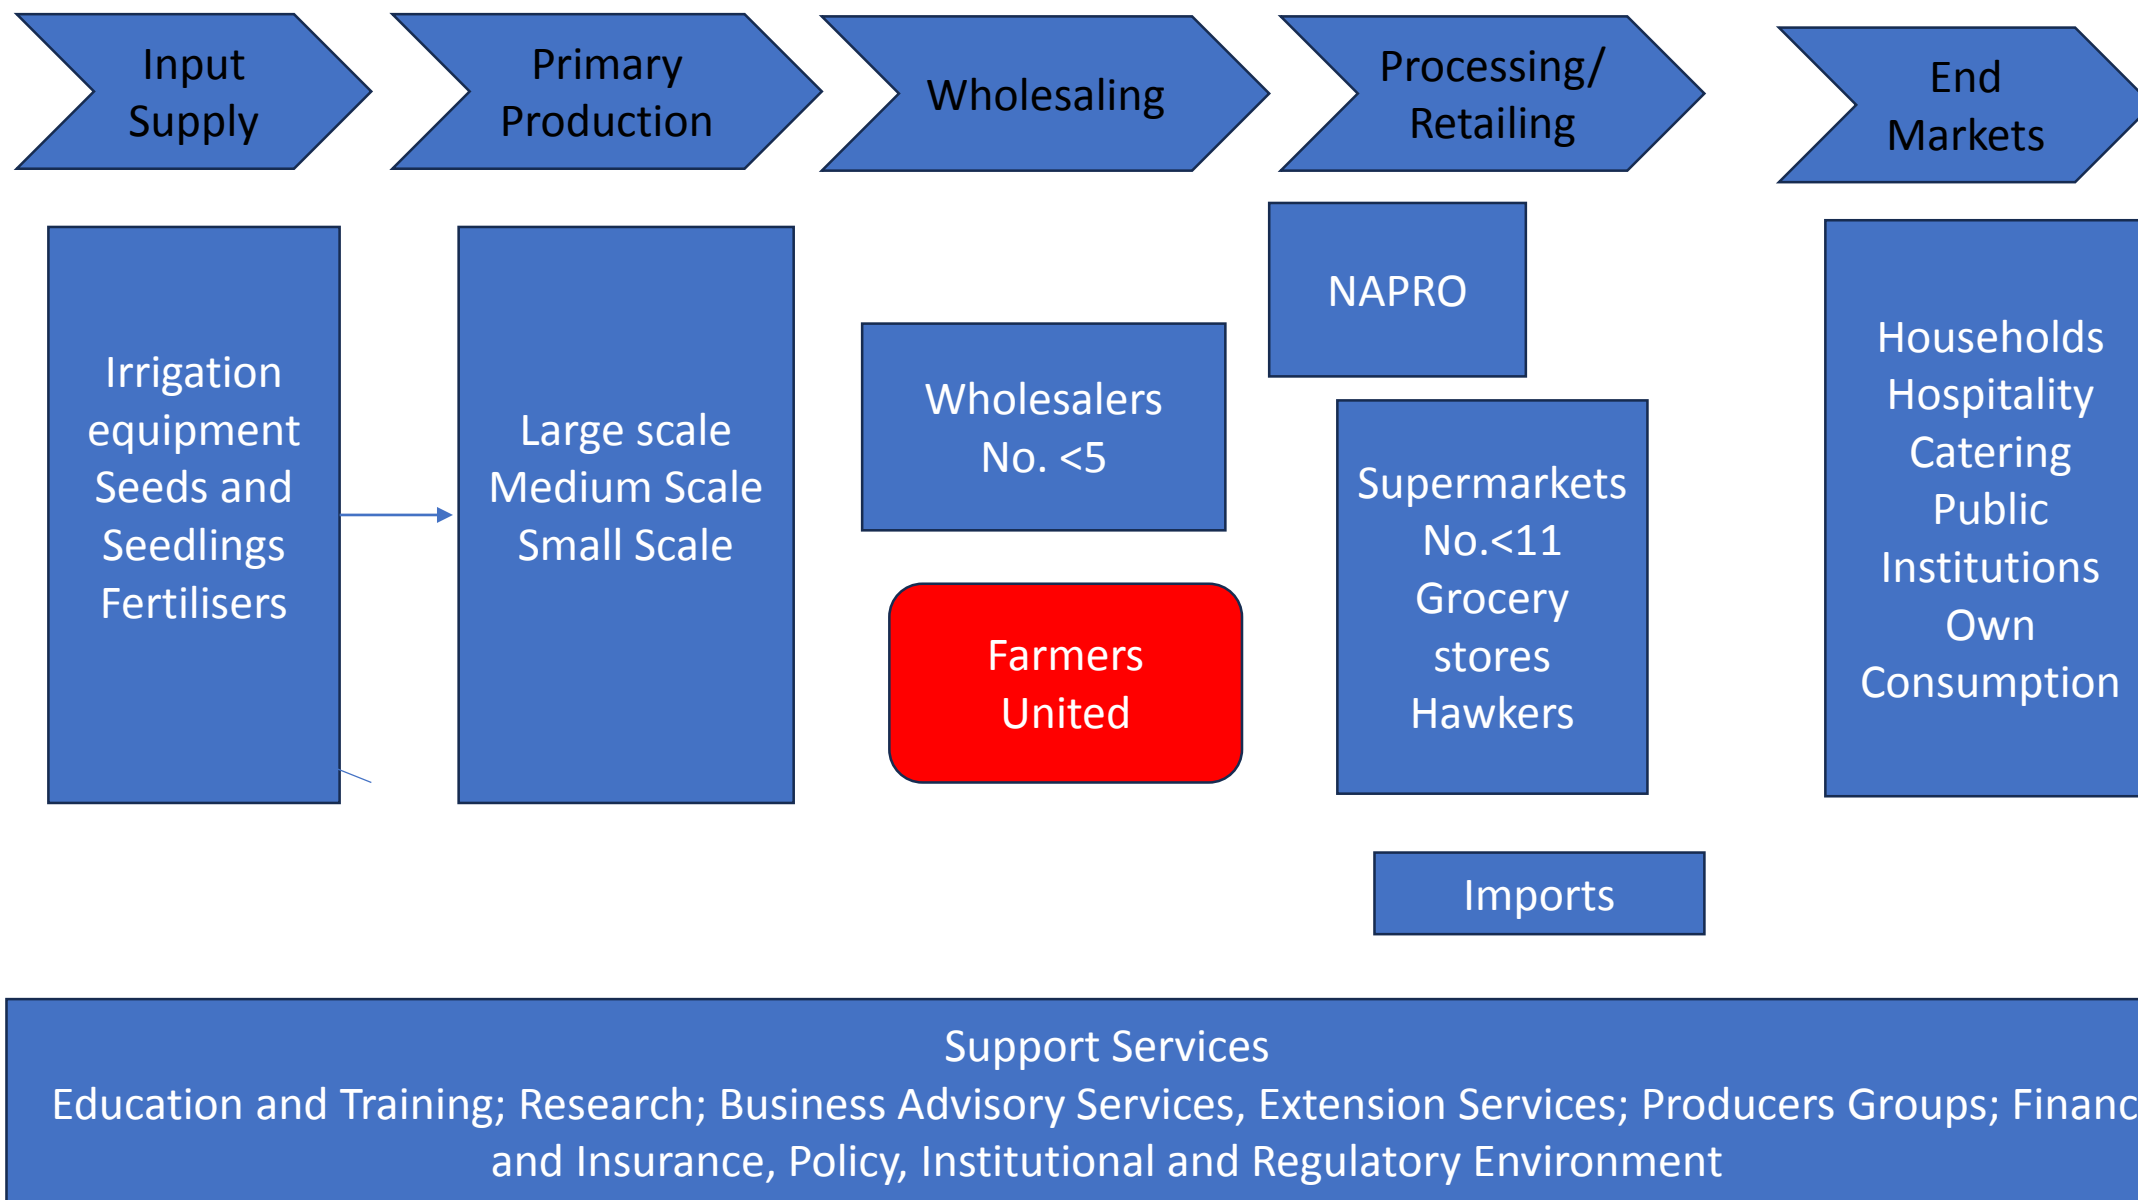 Input
Supply
Primary
Production
Wholesaling
Processing/
Retailing
End
Markets
Irrigation
equipment
Seeds and
Seedlings
Fertilisers
Large scale
Medium Scale
Small Scale
Wholesalers
No. <5
Farmers
United
NAPRO
Supermarkets
No.<11
Grocery
stores
Hawkers
Imports
Households
Hospitality
Catering
Public
Institutions
Own
Consumption
Support Services
Education and Training; Research; Business Advisory Services, Extension Services; Producers Groups; Financ
and Insurance, Policy, Institutional and Regulatory Environment